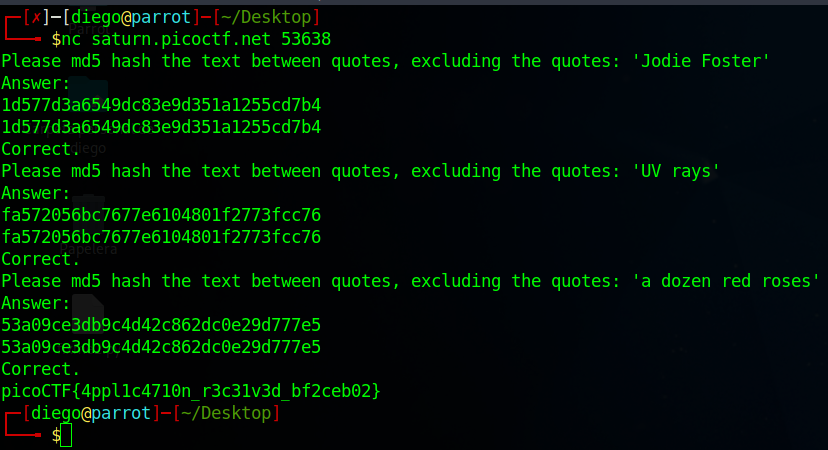 ┌─[✗]─[diego@parrot]─[~/Desktop]
└──╼ $nc saturn.picoctf.net 53638
Please md5 hash the text between quotes, excluding the quotes: 'Jodie Foster'
Answer:
1d577d3a6549dc83e9d351a1255cd7b4
1d577d3a6549dc83e9d351a1255cd7b4
Correct.
Please md5 hash the text between quotes, excluding the quotes: 'UV rays'
Answer:
fa572056bc7677e6104801f2773fcc76
fa572056bc7677e6104801f2773fcc76
Correct.
Please md5 hash the text between quotes, excluding the quotes: 'a dozen red roses'
Answer:
53a09ce3db9c4d42c862dc0e29d777e5
53a09ce3db9c4d42c862dc0e29d777e5
Correct.
picoCTF{4ppl1c4710n_r3c31v3d_bf2ceb02}
┌─[diego@parrot]─[~/Desktop]
└──╼ $